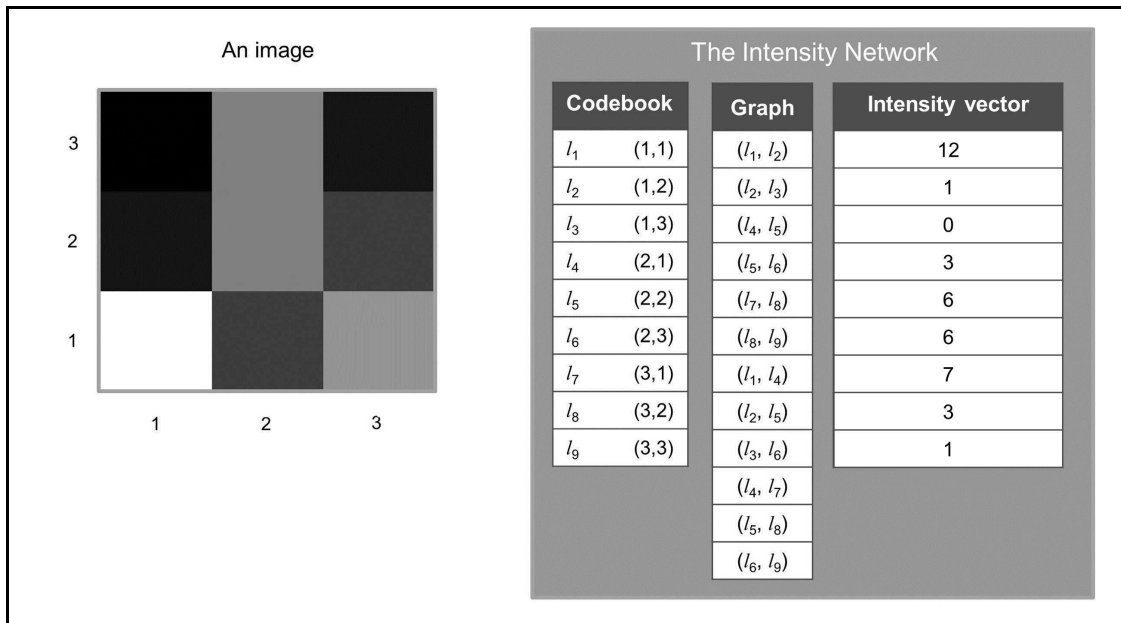 An image
3
2
1
1 2 3
The Intensity Network
Codebook Graph Intensity vector
l₁ (1,1) (l₁, l₂) 12
l₂ (1,2) (l₂, l₃) 1
l₃ (1,3) (l₄, l₅) 0
l₄ (2,1) (l₅, l₆) 3
l₅ (2,2) (l₇, l₈) 6
l₆ (2,3) (l₈, l₉) 6
l₇ (3,1) (l₁, l₄) 7
l₈ (3,2) (l₂, l₅) 3
l₉ (3,3) (l₃, l₆) 1
(l₄, l₇)
(l₅, l₈)
(l₆, l₉)